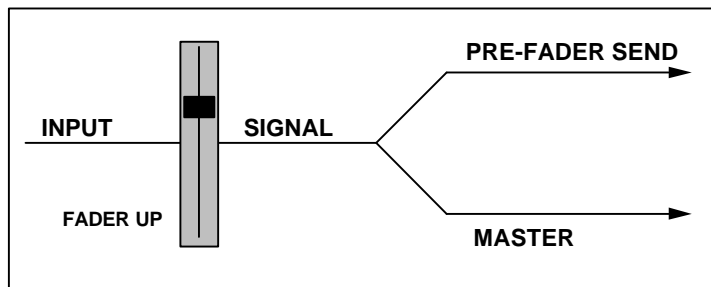 PRE-FADER SEND
INPUT
SIGNAL
FADER UP
MASTER